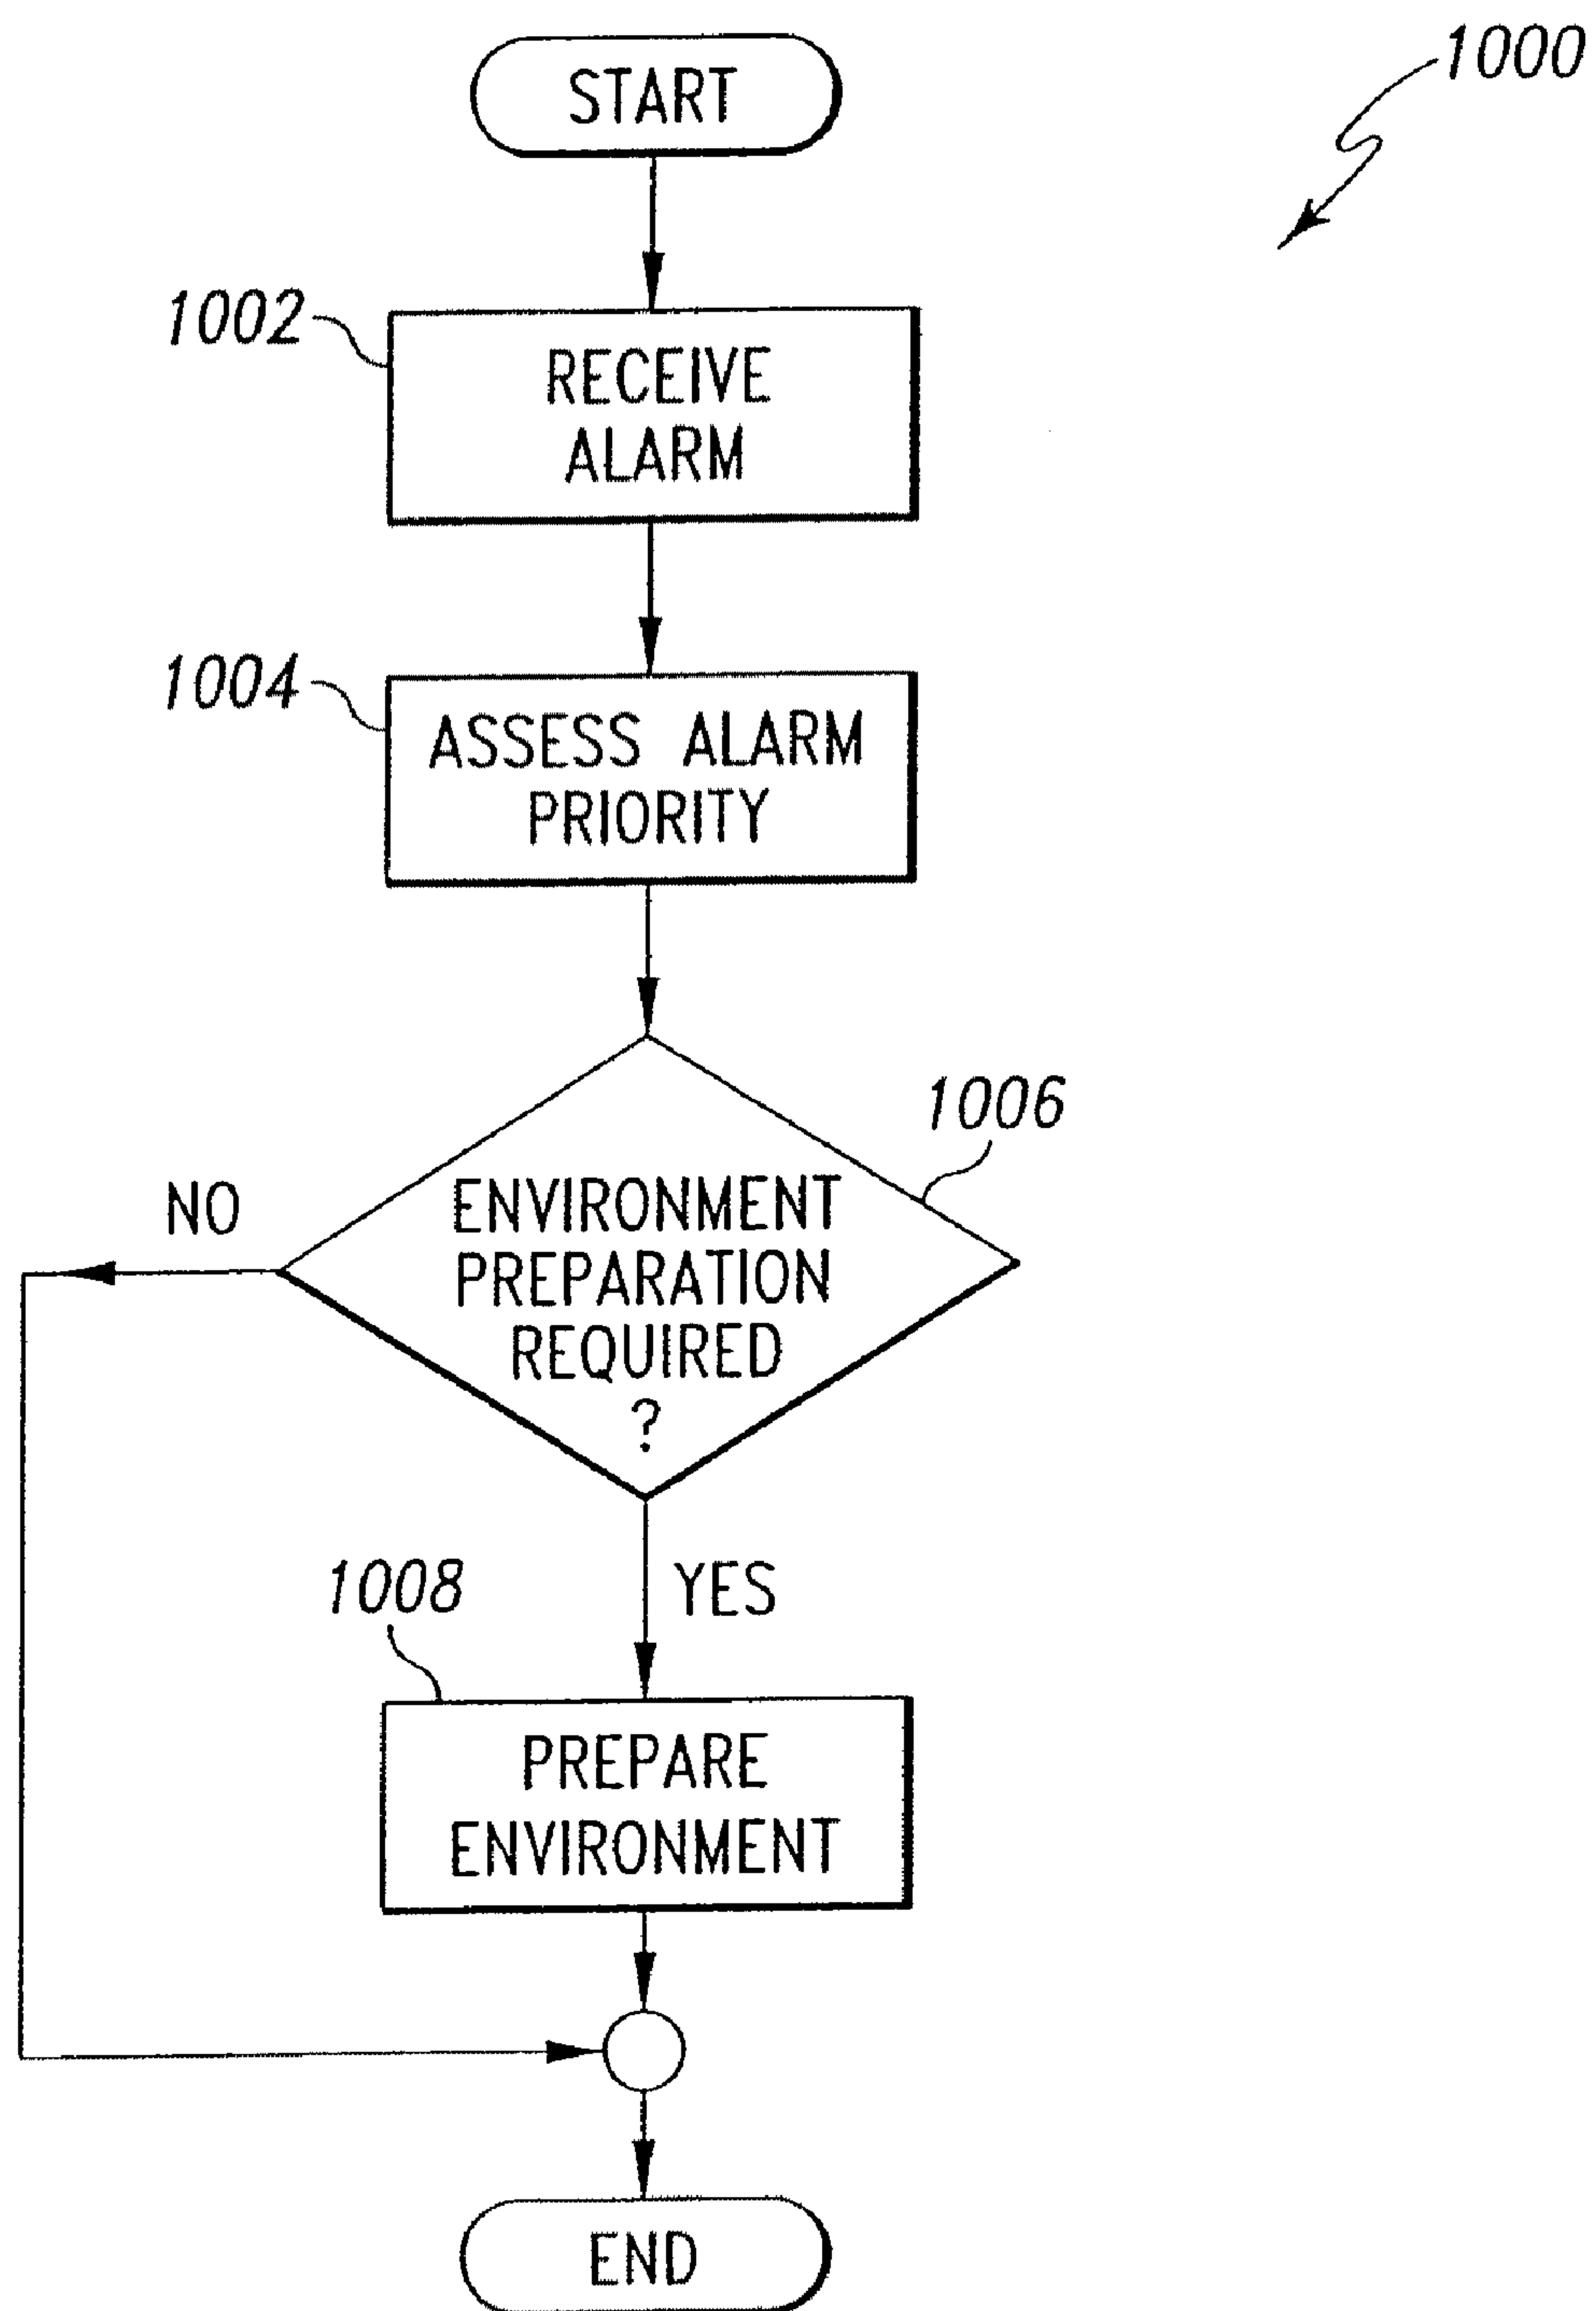 1000
START
1002
RECEIVE
ALARM
1004
ASSESS ALARM
PRIORITY
1006
NO
ENVIRONMENT
PREPARATION
REQUIRED
?
1008
YES
PREPARE
ENVIRONMENT
END